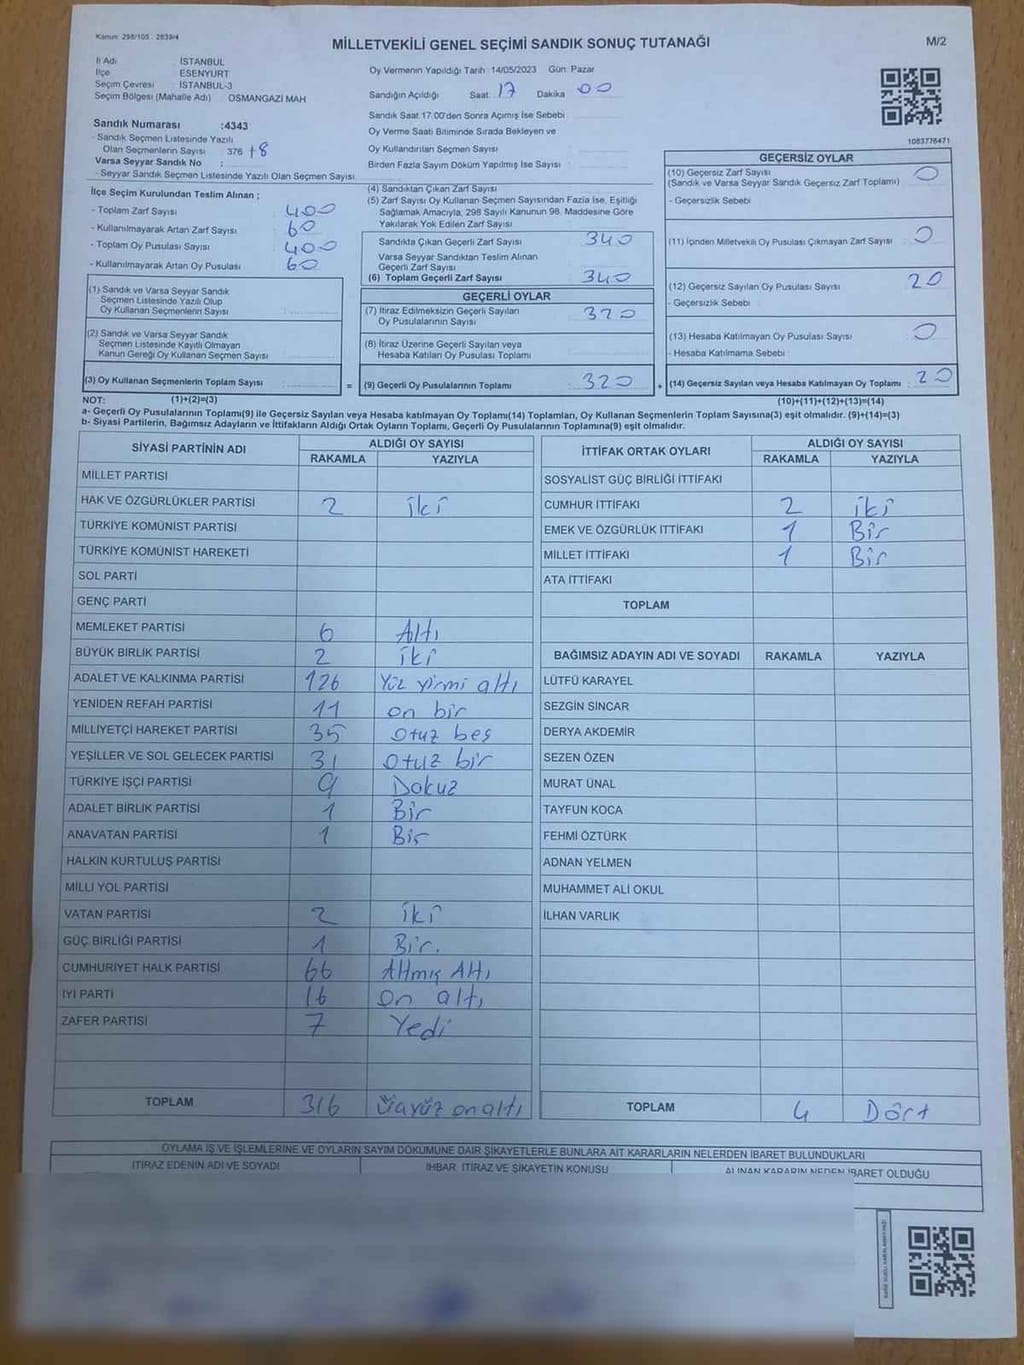 Kanun: 298/105 - 2839/4
MİLLETVEKİLİ GENEL SEÇİMİ SANDIK SONUÇ TUTANAĞI
M/2
İl Adı İSTANBUL
İlçe ESENYURT
Seçim Çevresi İSTANBUL-3
Seçim Bölgesi (Mahalle Adı) OSMANGAZİ MAH
Sandık Numarası :4343
- Sandık Seçmen Listesinde Yazılı
Olan Seçmenlerin Sayısı 376 +8
Varsa Seyyar Sandık No :
- Seyyar Sandık Seçmen Listesinde Yazılı Olan Seçmen Sayısı
Oy Vermenin Yapıldığı Tarih :14/05/2023 Gün: Pazar
Sandığın Açıldığı Saat: 17 Dakika 00
Sandık Saat 17:00'den Sonra Açımış İse Sebebi
Oy Verme Saati Bitiminde Sırada Bekleyen ve
Oy Kullandırılan Seçmen Sayısı
Birden Fazla Sayım Döküm Yapılmış İse Sayısı
1083776471
İlçe Seçim Kurulundan Teslim Alınan ;
- Toplam Zarf Sayısı 400
- Kullanılmayarak Artan Zarf Sayısı 60
- Toplam Oy Pusulası Sayısı 400
- Kullanılmayarak Artan Oy Pusulası 60
(1) Sandık ve Varsa Seyyar Sandık
Seçmen Listesinde Yazılı Olup
Oy Kullanan Seçmenlerin Sayısı
(2) Sandık ve Varsa Seyyar Sandık
Seçmen Listesinde Kayıtlı Olmayan
Kanun Gereği Oy Kullanan Seçmen Sayısı
(3) Oy Kullanan Seçmenlerin Toplam Sayısı =
(4) Sandıktan Çıkan Zarf Sayısı
(5) Zarf Sayısı Oy Kullanan Seçmen Sayısından Fazla İse, Eşitliği
Sağlamak Amacıyla, 298 Sayılı Kanunun 98. Maddesine Göre
Yakılarak Yok Edilen Zarf Sayısı
Sandıkta Çıkan Geçerli Zarf Sayısı 340
Varsa Seyyar Sandıktan Teslim Alınan
Geçerli Zarf Sayısı
(6) Toplam Geçerli Zarf Sayısı 340
GEÇERLİ OYLAR
(7) İtiraz Edilmeksizin Geçerli Sayılan
Oy Pusulalarının Sayısı 320
(8) İtiraz Üzerine Geçerli Sayılan veya
Hesaba Katılan Oy Pusulası Toplamı
(9) Geçerli Oy Pusulalarının Toplamı 320 +
GEÇERSİZ OYLAR
(10) Geçersiz Zarf Sayısı 0
(Sandık ve Varsa Seyyar Sandık Geçersiz Zarf Toplamı)
- Geçersizlik Sebebi
(11) İçinden Milletvekili Oy Pusulası Çıkmayan Zarf Sayısı 0
(12) Geçersiz Sayılan Oy Pusulası Sayısı 20
- Geçersizlik Sebebi
(13) Hesaba Katılmayan Oy Pusulası Sayısı 0
- Hesaba Katılmama Sebebi
(14) Geçersiz Sayılan veya Hesaba Katılmayan Oy Toplamı 20
NOT: (1)+(2)=(3) (10)+(11)+(12)+(13)=(14)
a- Geçerli Oy Pusulalarının Toplamı(9) ile Geçersiz Sayılan veya Hesaba katılmayan Oy Toplamı(14) Toplamları, Oy Kullanan Seçmenlerin Toplam Sayısına(3) eşit olmalıdır. (9)+(14)=(3)
b- Siyasi Partilerin, Bağımsız Adayların ve İttifakların Aldığı Ortak Oyların Toplamı, Geçerli Oy Pusulalarının Toplamına(9) eşit olmalıdır.
SİYASİ PARTİNİN ADI ALDIĞI OY SAYISI
RAKAMLA YAZIYLA
MİLLET PARTİSİ
HAK VE ÖZGÜRLÜKLER PARTİSİ 2 iki
TÜRKİYE KOMÜNİST PARTİSİ
TÜRKİYE KOMÜNİST HAREKETİ
SOL PARTİ
GENÇ PARTİ
MEMLEKET PARTİSİ 6 Altı
BÜYÜK BİRLİK PARTİSİ 2 iki
ADALET VE KALKINMA PARTİSİ 126 Yüz yirmi altı
YENİDEN REFAH PARTİSİ 11 on bir
MİLLİYETÇİ HAREKET PARTİSİ 35 Otuz beş
YEŞİLLER VE SOL GELECEK PARTİSİ 31 Otuz bir
TÜRKİYE İŞÇİ PARTİSİ 9 Dokuz
ADALET BİRLİK PARTİSİ 1 Bir
ANAVATAN PARTİSİ 1 Bir
HALKIN KURTULUŞ PARTİSİ
MİLLİ YOL PARTİSİ
VATAN PARTİSİ 2 iki
GÜÇ BİRLİĞİ PARTİSİ 1 Bir.
CUMHURİYET HALK PARTİSİ 66 Altmış Altı
İYİ PARTİ 16 On altı
ZAFER PARTİSİ 7 Yedi
TOPLAM 316 Üçyüz on altı
İTTİFAK ORTAK OYLARI ALDIĞI OY SAYISI
RAKAMLA YAZIYLA
SOSYALİST GÜÇ BİRLİĞİ İTTİFAKI
CUMHUR İTTİFAKI 2 iki
EMEK VE ÖZGÜRLÜK İTTİFAKI 1 Bir
MİLLET İTTİFAKI 1 Bir
ATA İTTİFAKI
TOPLAM
BAĞIMSIZ ADAYIN ADI VE SOYADI RAKAMLA YAZIYLA
LÜTFÜ KARAYEL
SEZGİN SİNCAR
DERYA AKDEMİR
SEZEN ÖZEN
MURAT ÜNAL
TAYFUN KOCA
FEHMİ ÖZTÜRK
ADNAN YELMEN
MUHAMMET ALİ OKUL
İLHAN VARLIK
TOPLAM 4 Dört
OYLAMA İŞ VE İŞLEMLERİNE VE OYLARIN SAYIM DÖKÜMÜNE DAİR ŞİKAYETLERLE BUNLARA AİT KARARLARIN NELERDEN İBARET BULUNDUKLARI
İTİRAZ EDENİN ADI VE SOYADI İHBAR, İTİRAZ VE ŞİKAYETİN KONUSU ALINAN KARARIN NEDEN İBARET OLDUĞU